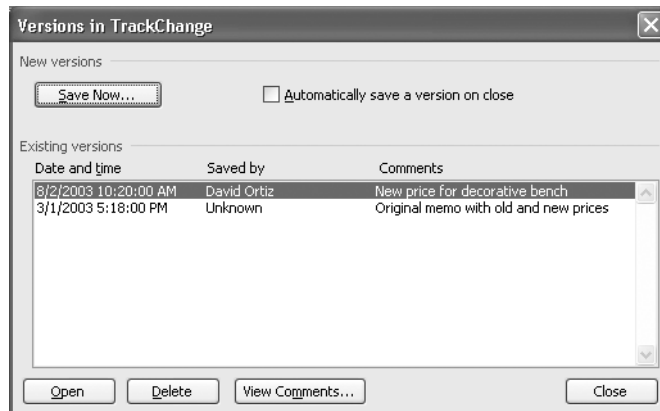 Versions in TrackChange
New versions
Save Now...
Automatically save a version on close
Existing versions
Date and time Saved by Comments
8/2/2003 10:20:00 AM David Ortiz New price for decorative bench
3/1/2003 5:18:00 PM Unknown Original memo with old and new prices
Open Delete View Comments... Close